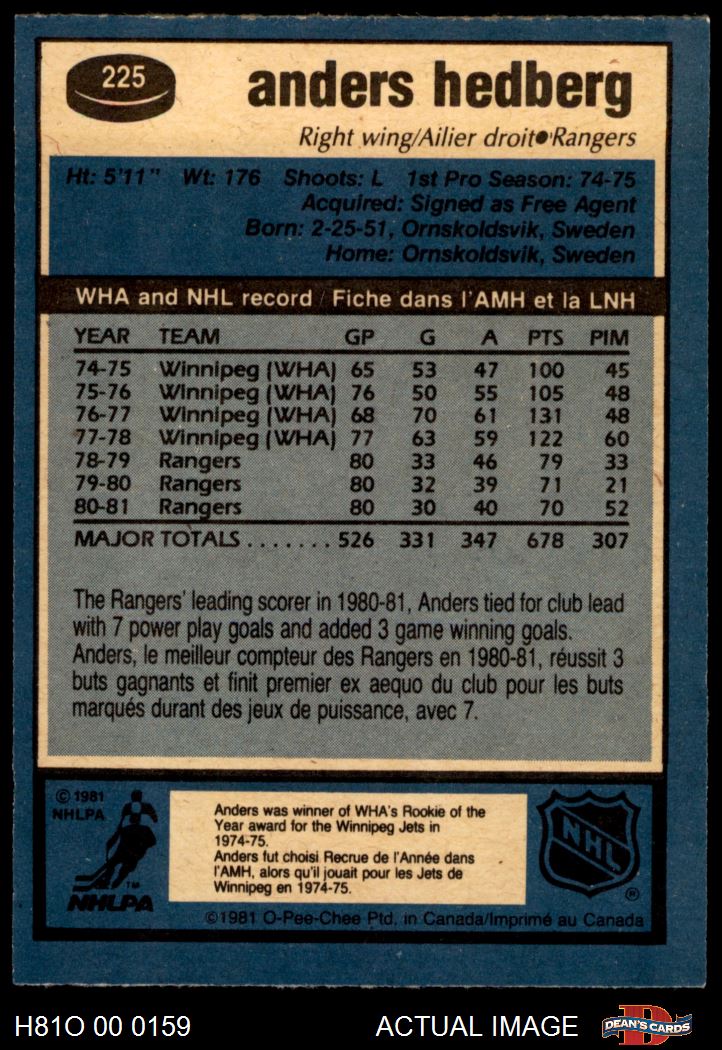 225
anders hedberg
Right wing/Ailier droit●Rangers
Ht: 5'11" Wt: 176 Shoots: L 1st Pro Season: 74-75
Acquired: Signed as Free Agent
Born: 2-25-51, Ornskoldsvik, Sweden
Home: Ornskoldsvik, Sweden
WHA and NHL record / Fiche dans l'AMH et la LNH
YEAR TEAM GP G A PTS PIM
74-75 Winnipeg (WHA) 65 53 47 100 45
75-76 Winnipeg (WHA) 76 50 55 105 48
76-77 Winnipeg (WHA) 68 70 61 131 48
77-78 Winnipeg (WHA) 77 63 59 122 60
78-79 Rangers 80 33 46 79 33
79-80 Rangers 80 32 39 71 21
80-81 Rangers 80 30 40 70 52
MAJOR TOTALS . . . . . . . 526 331 347 678 307
The Rangers' leading scorer in 1980-81, Anders tied for club lead
with 7 power play goals and added 3 game winning goals.
Anders, le meilleur compteur des Rangers en 1980-81, réussit 3
buts gagnants et finit premier ex aequo du club pour les buts
marqués durant des jeux de puissance, avec 7.
© 1981
NHLPA
TM
NHLPA
Anders was winner of WHA's Rookie of the
Year award for the Winnipeg Jets in
1974-75.
Anders fut choisi Recrue de l'Année dans
l'AMH, alors qu'il jouait pour les Jets de
Winnipeg en 1974-75.
NHL
®
©1981 O-Pee-Chee Ptd. in Canada/Imprimé au Canada
H81O 00 0159
ACTUAL IMAGE
D
DEAN'S CARDS